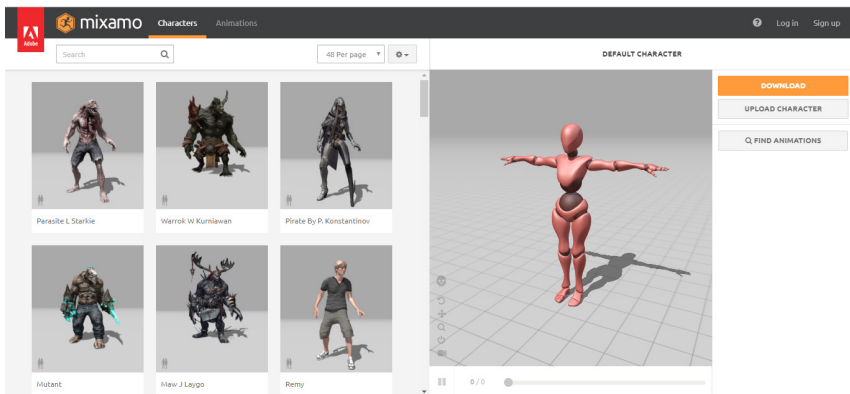 Adobe
mixamo
Characters
Animations
Log in
Sign up
Search
48 Per page
DEFAULT CHARACTER
Parasite L Starkie
Warrok W Kurniawan
Pirate By P. Konstantinov
Mutant
Maw J Laygo
Remy
DOWNLOAD
UPLOAD CHARACTER
FIND ANIMATIONS
0 / 0